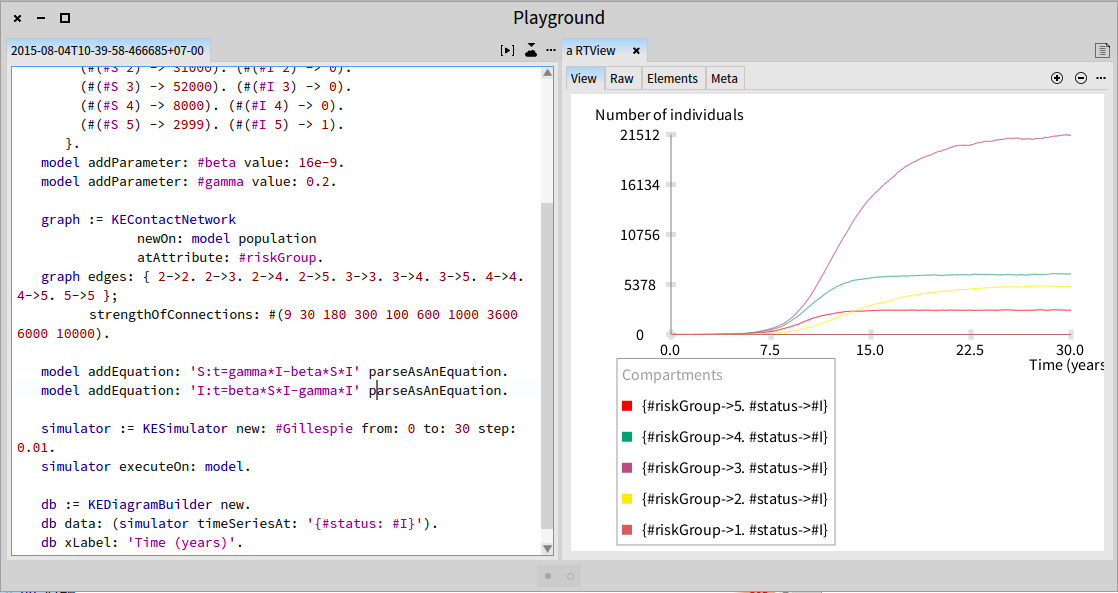 Playground
2015-08-04T10-39-58-466685+07-00
(#(#S 2) -> 31000). (#(#I 2) -> 0).
(#(#S 3) -> 52000). (#(#I 3) -> 0).
(#(#S 4) -> 8000). (#(#I 4) -> 0).
(#(#S 5) -> 2999). (#(#I 5) -> 1).
}.
model addParameter: #beta value: 16e-9.
model addParameter: #gamma value: 0.2.
graph := KEContactNetwork
newOn: model population
atAttribute: #riskGroup.
graph edges: { 2->2. 2->3. 2->4. 2->5. 3->3. 3->4. 3->5. 4->4.
4->5. 5->5 };
strengthOfConnections: #(9 30 180 300 100 600 1000 3600
6000 10000).
model addEquation: 'S:t=gamma*I-beta*S*I' parseAsAnEquation.
model addEquation: 'I:t=beta*S*I-gamma*I' parseAsAnEquation.
simulator := KESimulator new: #Gillespie from: 0 to: 30 step:
0.01.
simulator executeOn: model.
db := KEDiagramBuilder new.
db data: (simulator timeSeriesAt: '{#status: #I}').
db xLabel: 'Time (years)'.
a RTView
View Raw Elements Meta
Number of individuals
21512
16134
10756
5378
0
0.0 7.5 15.0 22.5 30.0
Time (years
Compartments
{#riskGroup->5. #status->#I}
{#riskGroup->4. #status->#I}
{#riskGroup->3. #status->#I}
{#riskGroup->2. #status->#I}
{#riskGroup->1. #status->#I}